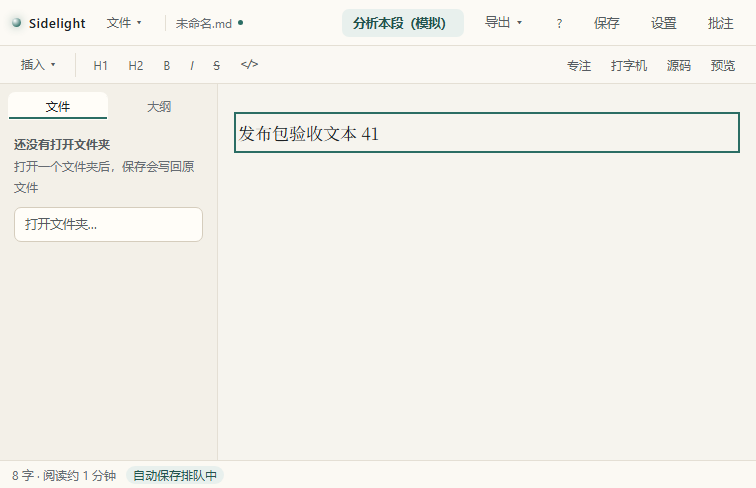 Sidelight 文件 未命名.md 分析本段（模拟） 导出 ? 保存 设置 批注
插入 H1 H2 B I S </> 专注 打字机 源码 预览
文件 大纲
还没有打开文件夹
打开一个文件夹后，保存会写回原
文件
打开文件夹...
发布包验收文本 41
8 字 · 阅读约 1 分钟 自动保存排队中